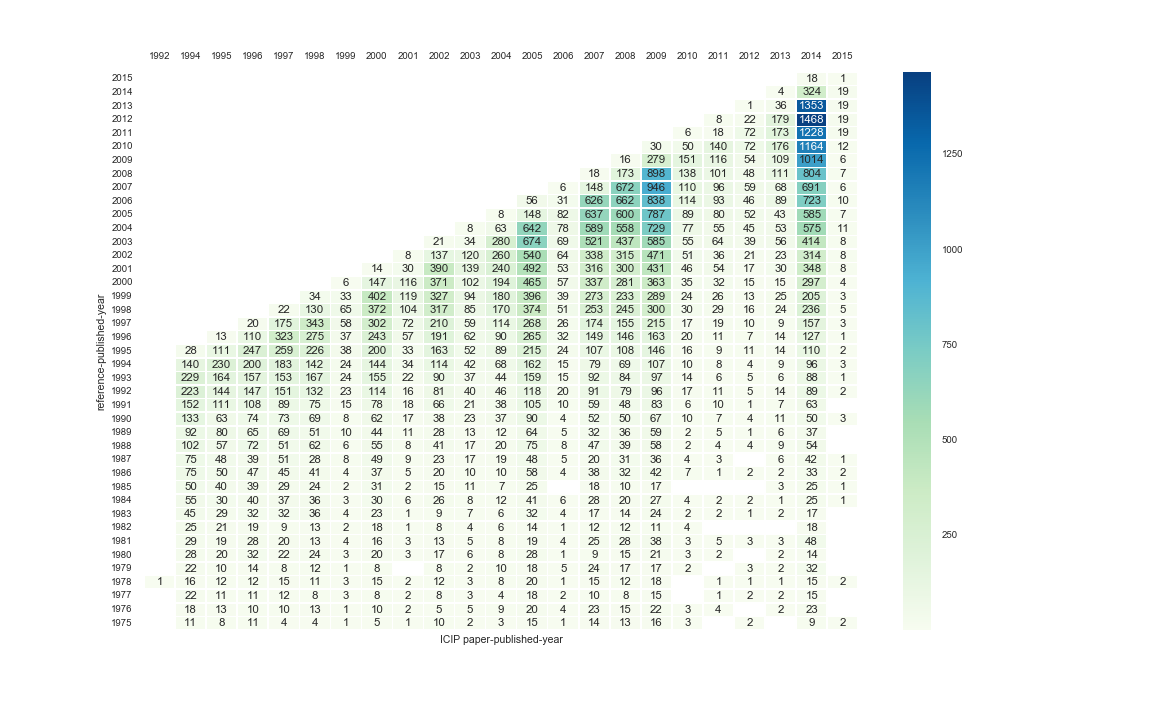 1992 1994 1995 1996 1997 1998 1999 2000 2001 2002 2003 2004 2005 2006 2007 2008 2009 2010 2011 2012 2013 2014 2015
2015 18 1
2014 4 324 19
2013 1 36 1353 19
2012 8 22 179 1468 19
2011 6 18 72 173 1228 19
2010 30 50 140 72 176 1164 12
2009 16 279 151 116 54 109 1014 6
2008 18 173 898 138 101 48 111 804 7
2007 6 148 672 946 110 96 59 68 691 6
2006 56 31 626 662 838 114 93 46 89 723 10
2005 8 148 82 637 600 787 89 80 52 43 585 7
2004 8 63 642 78 589 558 729 77 55 45 53 575 11
2003 21 34 280 674 69 521 437 585 55 64 39 56 414 8
2002 8 137 120 260 540 64 338 315 471 51 36 21 23 314 8
2001 14 30 390 139 240 492 53 316 300 431 46 54 17 30 348 8
2000 6 147 116 371 102 194 465 57 337 281 363 35 32 15 15 297 4
1999 34 33 402 119 327 94 180 396 39 273 233 289 24 26 13 25 205 3
1998 22 130 65 372 104 317 85 170 374 51 253 245 300 30 29 16 24 236 5
1997 20 175 343 58 302 72 210 59 114 268 26 174 155 215 17 19 10 9 157 3
1996 13 110 323 275 37 243 57 191 62 90 265 32 149 146 163 20 11 7 14 127 1
1995 28 111 247 259 226 38 200 33 163 52 89 215 24 107 108 146 16 9 11 14 110 2
1994 140 230 200 183 142 24 144 34 114 42 68 162 15 79 69 107 10 8 4 9 96 3
1993 229 164 157 153 167 24 155 22 90 37 44 159 15 92 84 97 14 6 5 6 88 1
1992 223 144 147 151 132 23 114 16 81 40 46 118 20 91 79 96 17 11 5 14 89 2
1991 152 111 108 89 75 15 78 18 66 21 38 105 10 59 48 83 6 10 1 7 63
1990 133 63 74 73 69 8 62 17 38 23 37 90 4 52 50 67 10 7 4 11 50 3
1989 92 80 65 69 51 10 44 11 28 13 12 64 5 32 36 59 2 5 1 6 37
1988 102 57 72 51 62 6 55 8 41 17 20 75 8 47 39 58 2 4 4 9 54
1987 75 48 39 51 28 8 49 9 23 17 19 48 5 20 31 36 4 3 6 42 1
1986 75 50 47 45 41 4 37 5 20 10 10 58 4 38 32 42 7 1 2 2 33 2
1985 50 40 39 29 24 2 31 2 15 11 7 25 18 10 17 3 25 1
1984 55 30 40 37 36 3 30 6 26 8 12 41 6 28 20 27 4 2 2 1 25 1
1983 45 29 32 32 36 4 23 1 9 7 6 32 4 17 14 24 2 2 1 2 17
1982 25 21 19 9 13 2 18 1 8 4 6 14 1 12 12 11 4 18
1981 29 19 28 20 13 4 16 3 13 5 8 19 4 25 28 38 3 5 3 3 48
1980 28 20 32 22 24 3 20 3 17 6 8 28 1 9 15 21 3 2 2 14
1979 22 10 14 8 12 1 8 8 2 10 18 5 24 17 17 2 3 2 32
1978 1 16 12 12 15 11 3 15 2 12 3 8 20 1 15 12 18 1 1 1 15 2
1977 22 11 11 12 8 3 8 2 8 3 4 18 2 10 8 15 1 2 2 15
1976 18 13 10 10 13 1 10 2 5 5 9 20 4 23 15 22 3 4 2 23
1975 11 8 11 4 4 1 5 1 10 2 3 15 1 14 13 16 3 2 9 2
reference-published-year
ICIP paper-published-year
1250
1000
750
500
250